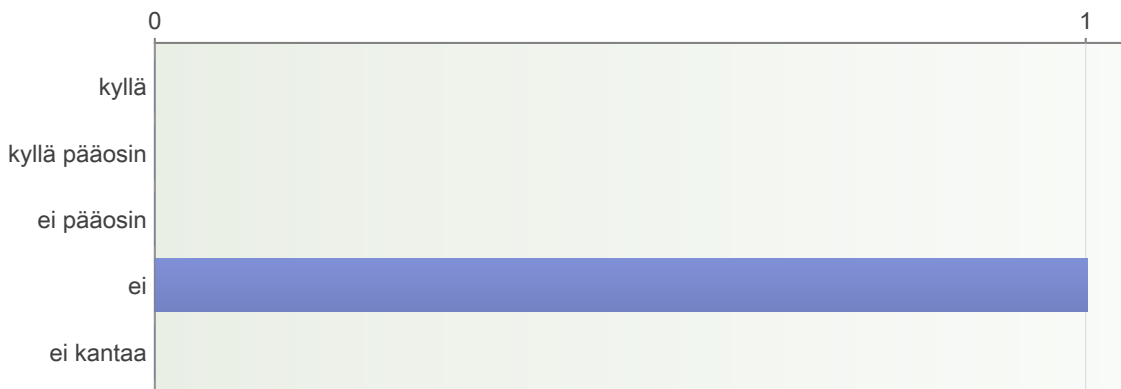 0 1
kyllä
kyllä pääosin
ei pääosin
ei
ei kantaa